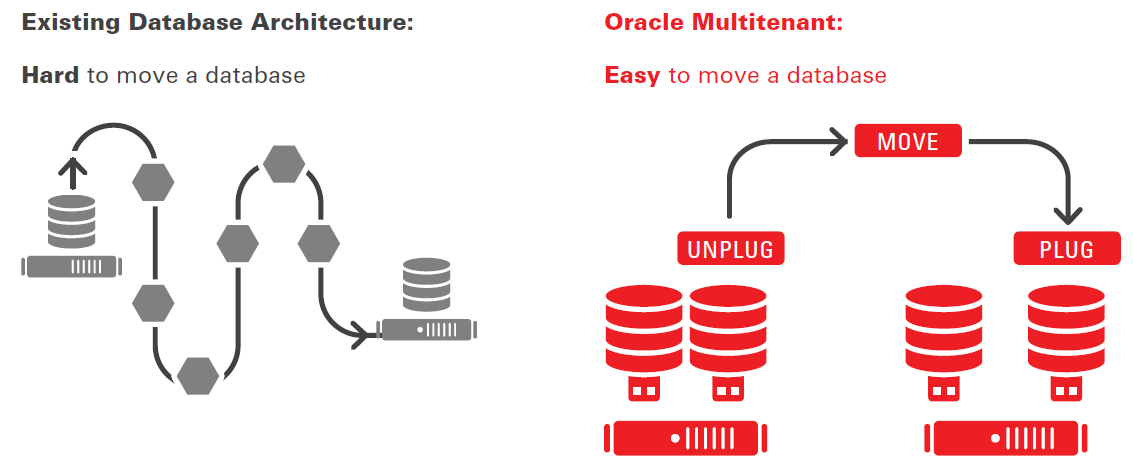 Existing Database Architecture:
Hard to move a database
Oracle Multitenant:
Easy to move a database
MOVE
UNPLUG
PLUG